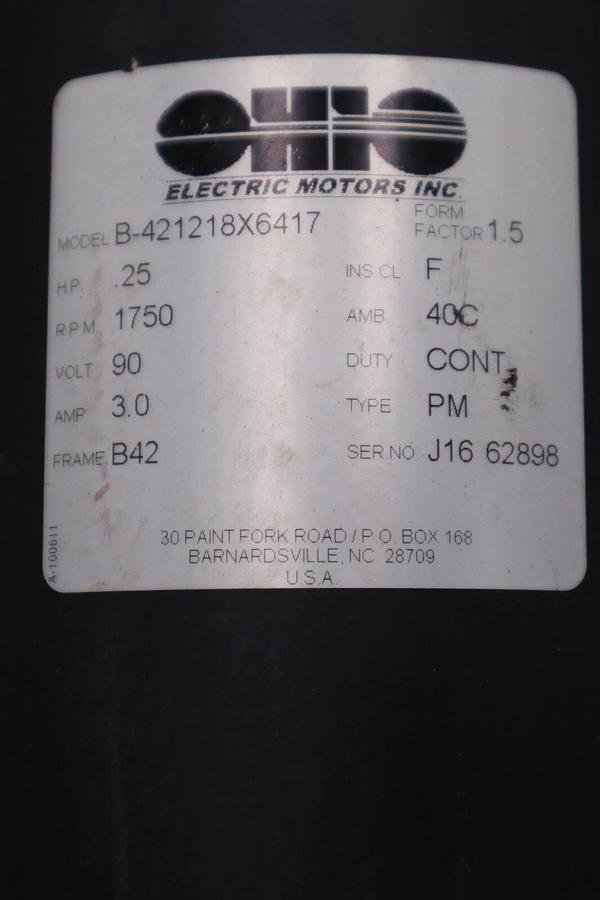 OHIO
ELECTRIC MOTORS INC.
MODEL B-421218X6417 FORM FACTOR 1.5
H.P. .25 INS CL F
RPM 1750 AMB. 40C
VOLT 90 DUTY CONT.
AMP. 3.0 TYPE PM
FRAME B42 SER.NO. J16 62898
30 PAINT FORK ROAD / P.O. BOX 168
BARNARDSVILLE, NC 28709
U.S.A.
A-100611